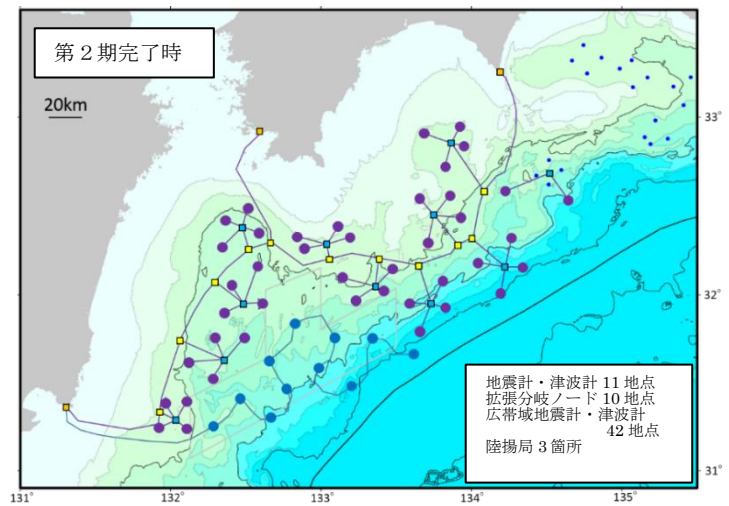 第２期完了時
20km
33°
32°
地震計・津波計 11 地点
拡張分岐ノード 10 地点
広帯域地震計・津波計
42 地点
陸揚局 3 箇所
31°
131°
132°
133°
134°
135°